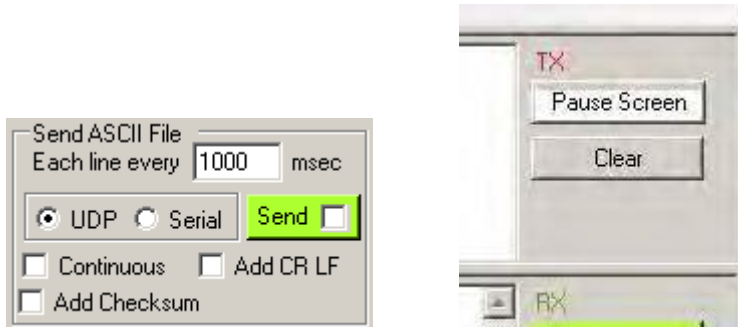 Send ASCII File
Each line every 1000 msec
UDP Serial Send
Continuous Add CR LF
Add Checksum
TX
Pause Screen
Clear
RX